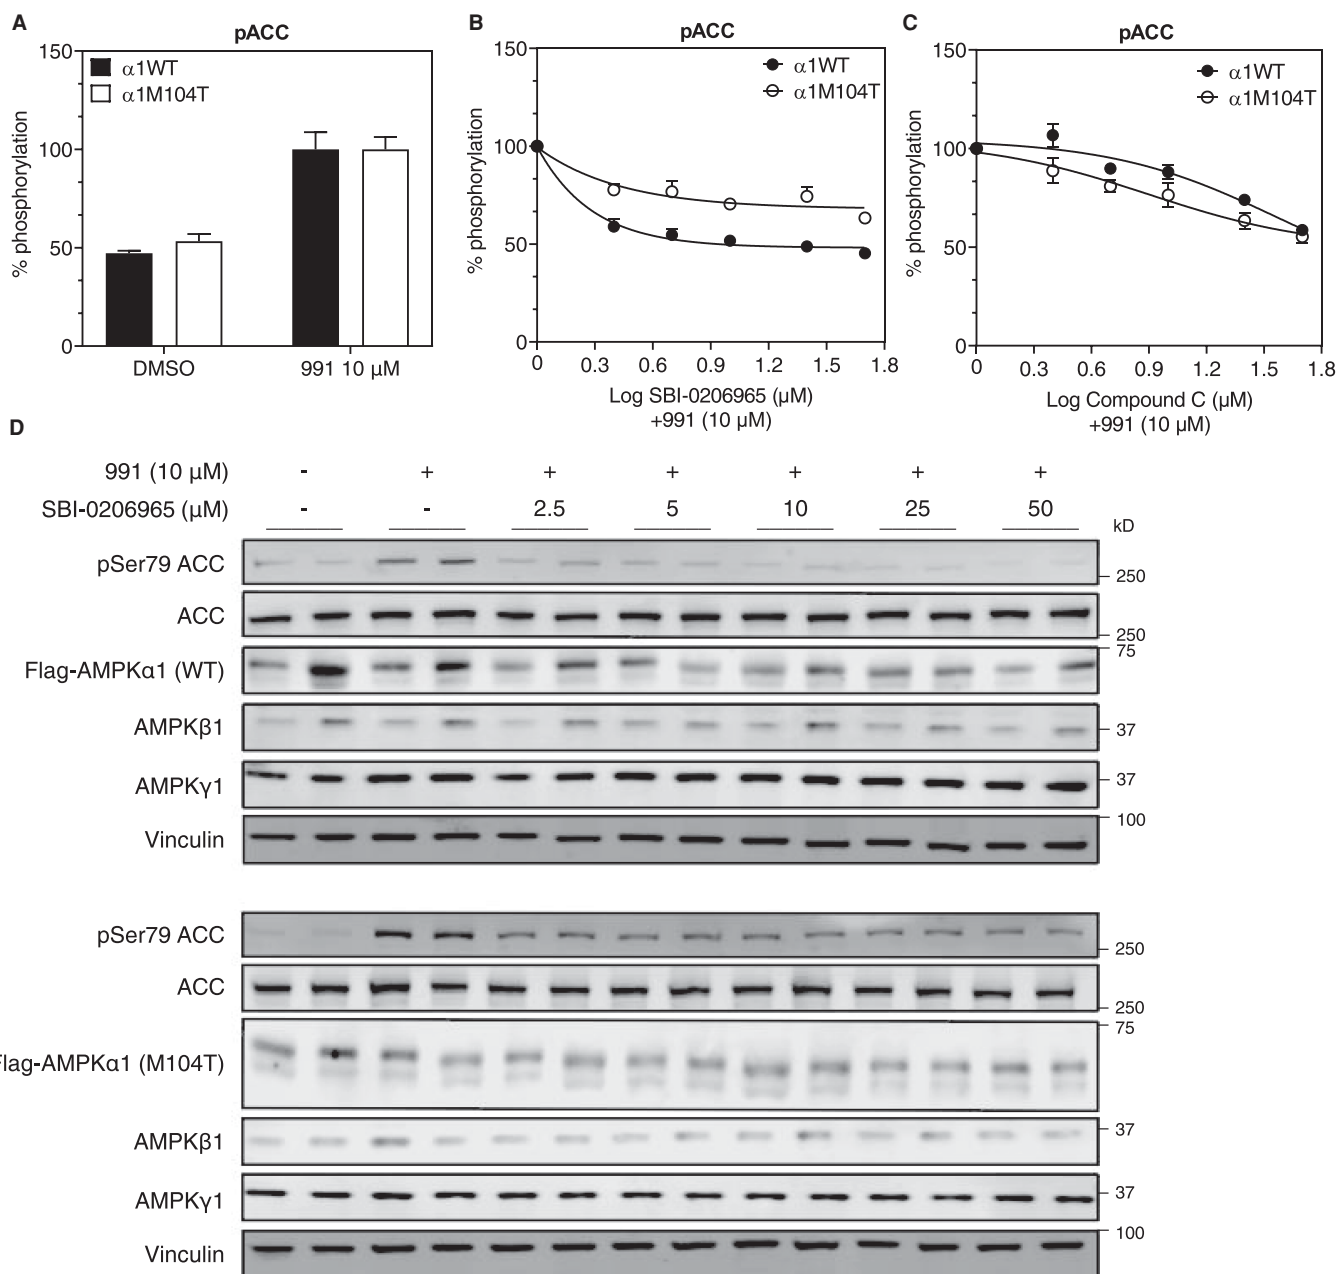 A
pACC
150
100
50
0
% phosphorylation
α1WT
α1M104T
DMSO
991 10 µM
B
pACC
150
100
50
0
% phosphorylation
α1WT
α1M104T
0 0.3 0.6 0.9 1.2 1.5 1.8
Log SBI-0206965 (µM)
+991 (10 µM)
C
pACC
150
100
50
0
% phosphorylation
α1WT
α1M104T
0 0.3 0.6 0.9 1.2 1.5 1.8
Log Compound C (µM)
+991 (10 µM)
D
991 (10 µM) - + + + + + +
SBI-0206965 (µM) - - 2.5 5 10 25 50
kD
pSer79 ACC
250
ACC
250
Flag-AMPKα1 (WT)
75
AMPKβ1
37
AMPKγ1
37
Vinculin
100
pSer79 ACC
250
ACC
250
Flag-AMPKα1 (M104T)
75
AMPKβ1
37
AMPKγ1
37
Vinculin
100